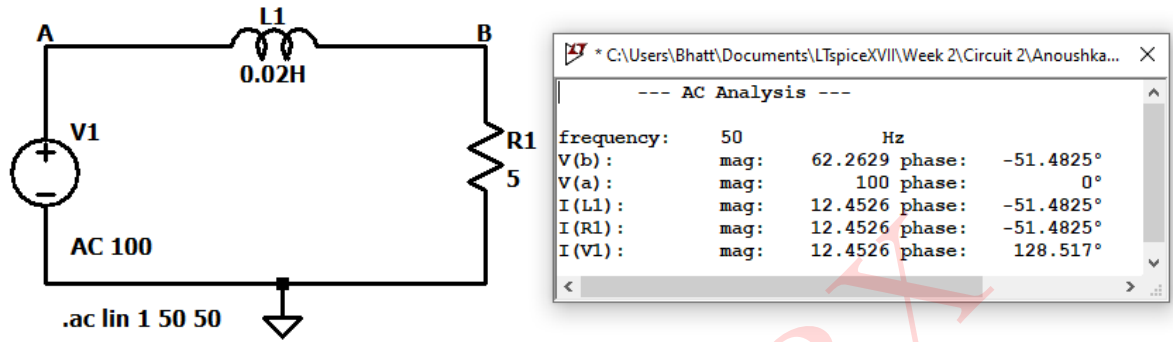 L1
A
B
0.02H
V1
R1
5
AC 100
.ac lin 1 50 50
* C:\Users\Bhatt\Documents\LTspiceXVII\Week 2\Circuit 2\Anoushka...
--- AC Analysis ---
frequency: 50 Hz
V(b): mag: 62.2629 phase: -51.4825°
V(a): mag: 100 phase: 0°
I(L1): mag: 12.4526 phase: -51.4825°
I(R1): mag: 12.4526 phase: -51.4825°
I(V1): mag: 12.4526 phase: 128.517°